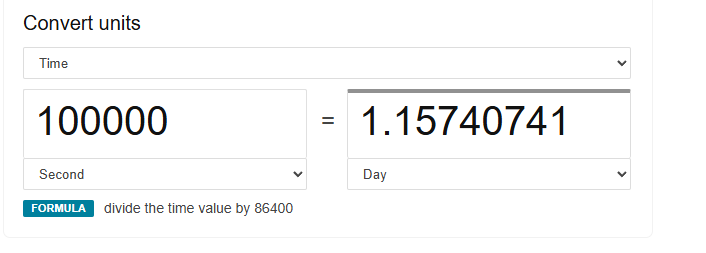 Convert units
Time
100000 = 1.15740741
Second Day
FORMULA divide the time value by 86400